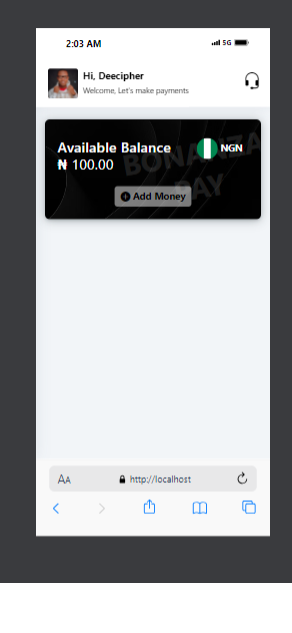 2:03 AM
5G
Hi, Deecipher
Welcome, Let's make payments
Available Balance
NGN
₦ 100.00
BONANZA
PAY
Add Money
AA
http://localhost